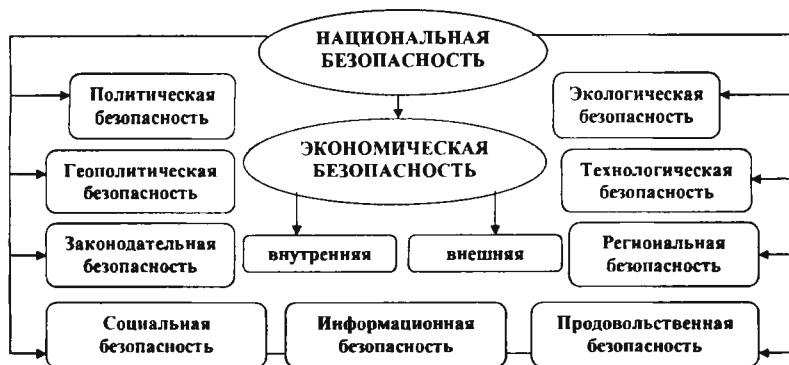 НАЦИОНАЛЬНАЯ
БЕЗОПАСНОСТЬ
Политическая
безопасность
Экологическая
безопасность
ЭКОНОМИЧЕСКАЯ
БЕЗОПАСНОСТЬ
Геополитическая
безопасность
Технологическая
безопасность
Законодательная
безопасность
внутренняя
внешняя
Региональная
безопасность
Социальная
безопасность
Информационная
безопасность
Продовольственная
безопасность